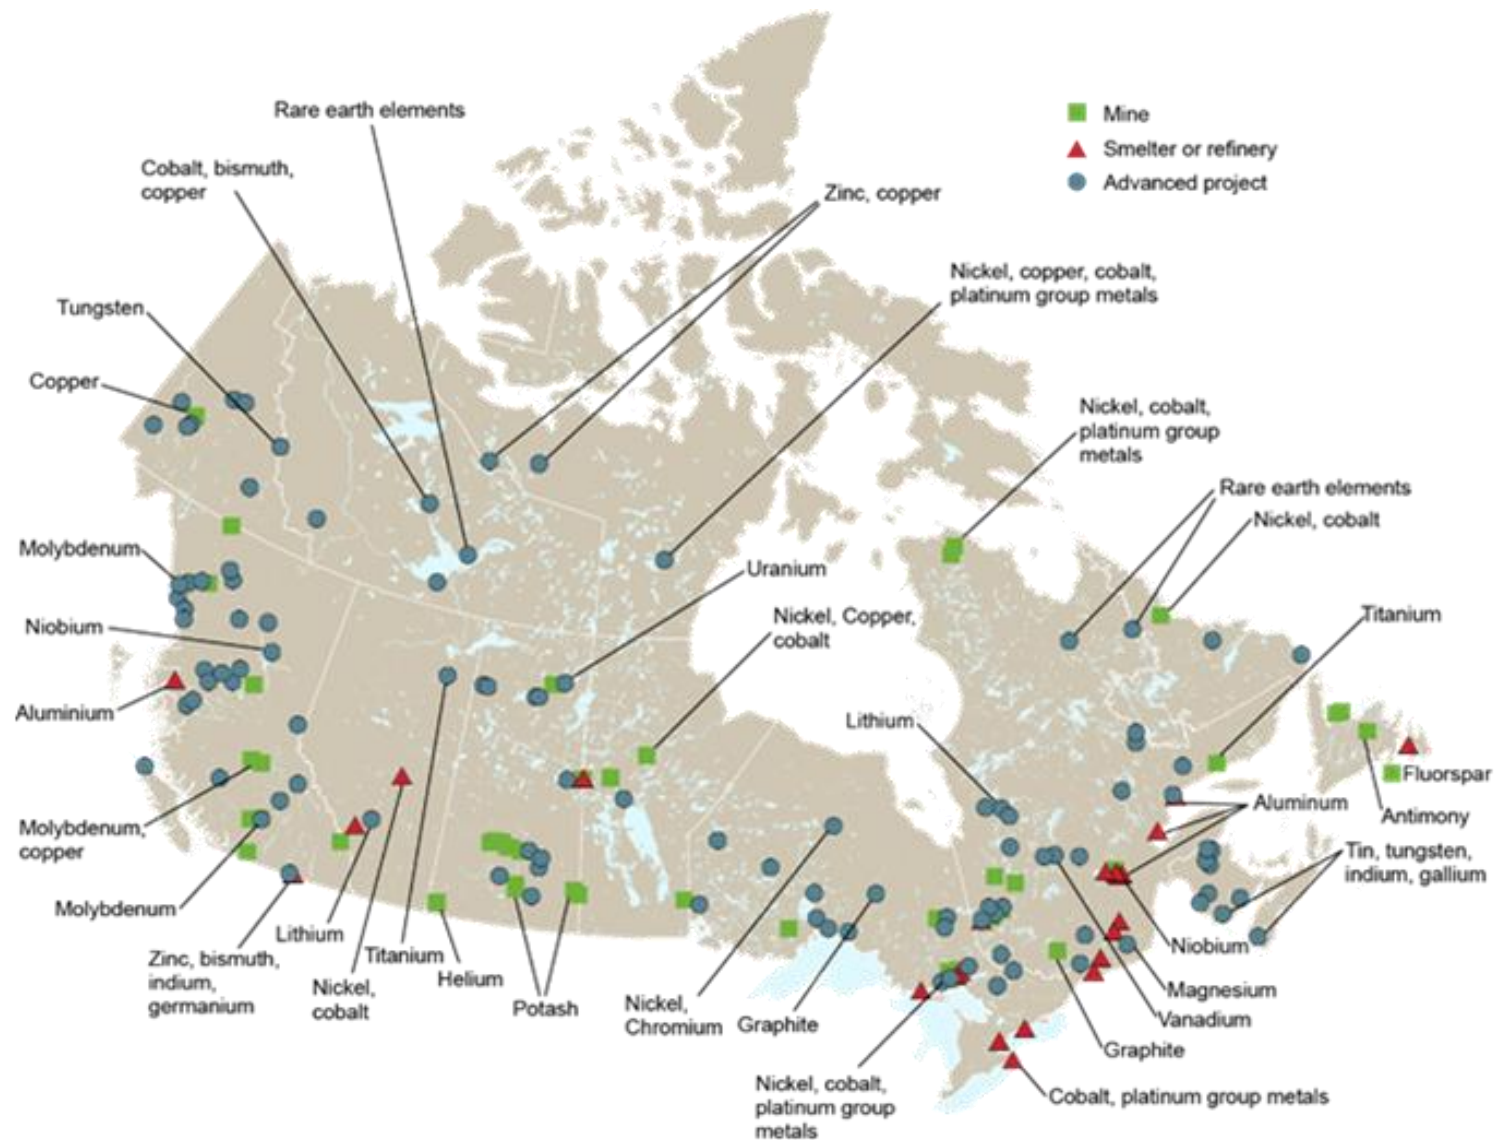 Rare earth elements
Mine
Smelter or refinery
Advanced project
Cobalt, bismuth,
copper
Zinc, copper
Nickel, copper, cobalt,
platinum group metals
Tungsten
Copper
Nickel, cobalt,
platinum group
metals
Rare earth elements
Nickel, cobalt
Molybdenum
Uranium
Niobium
Nickel, Copper,
cobalt
Titanium
Aluminium
Lithium
Fluorspar
Aluminum
Antimony
Molybdenum,
copper
Tin, tungsten,
indium, gallium
Molybdenum
Lithium
Titanium
Niobium
Zinc, bismuth,
indium,
germanium
Nickel,
cobalt
Helium
Potash
Nickel,
Chromium
Graphite
Magnesium
Vanadium
Graphite
Nickel, cobalt,
platinum group
metals
Cobalt, platinum group metals